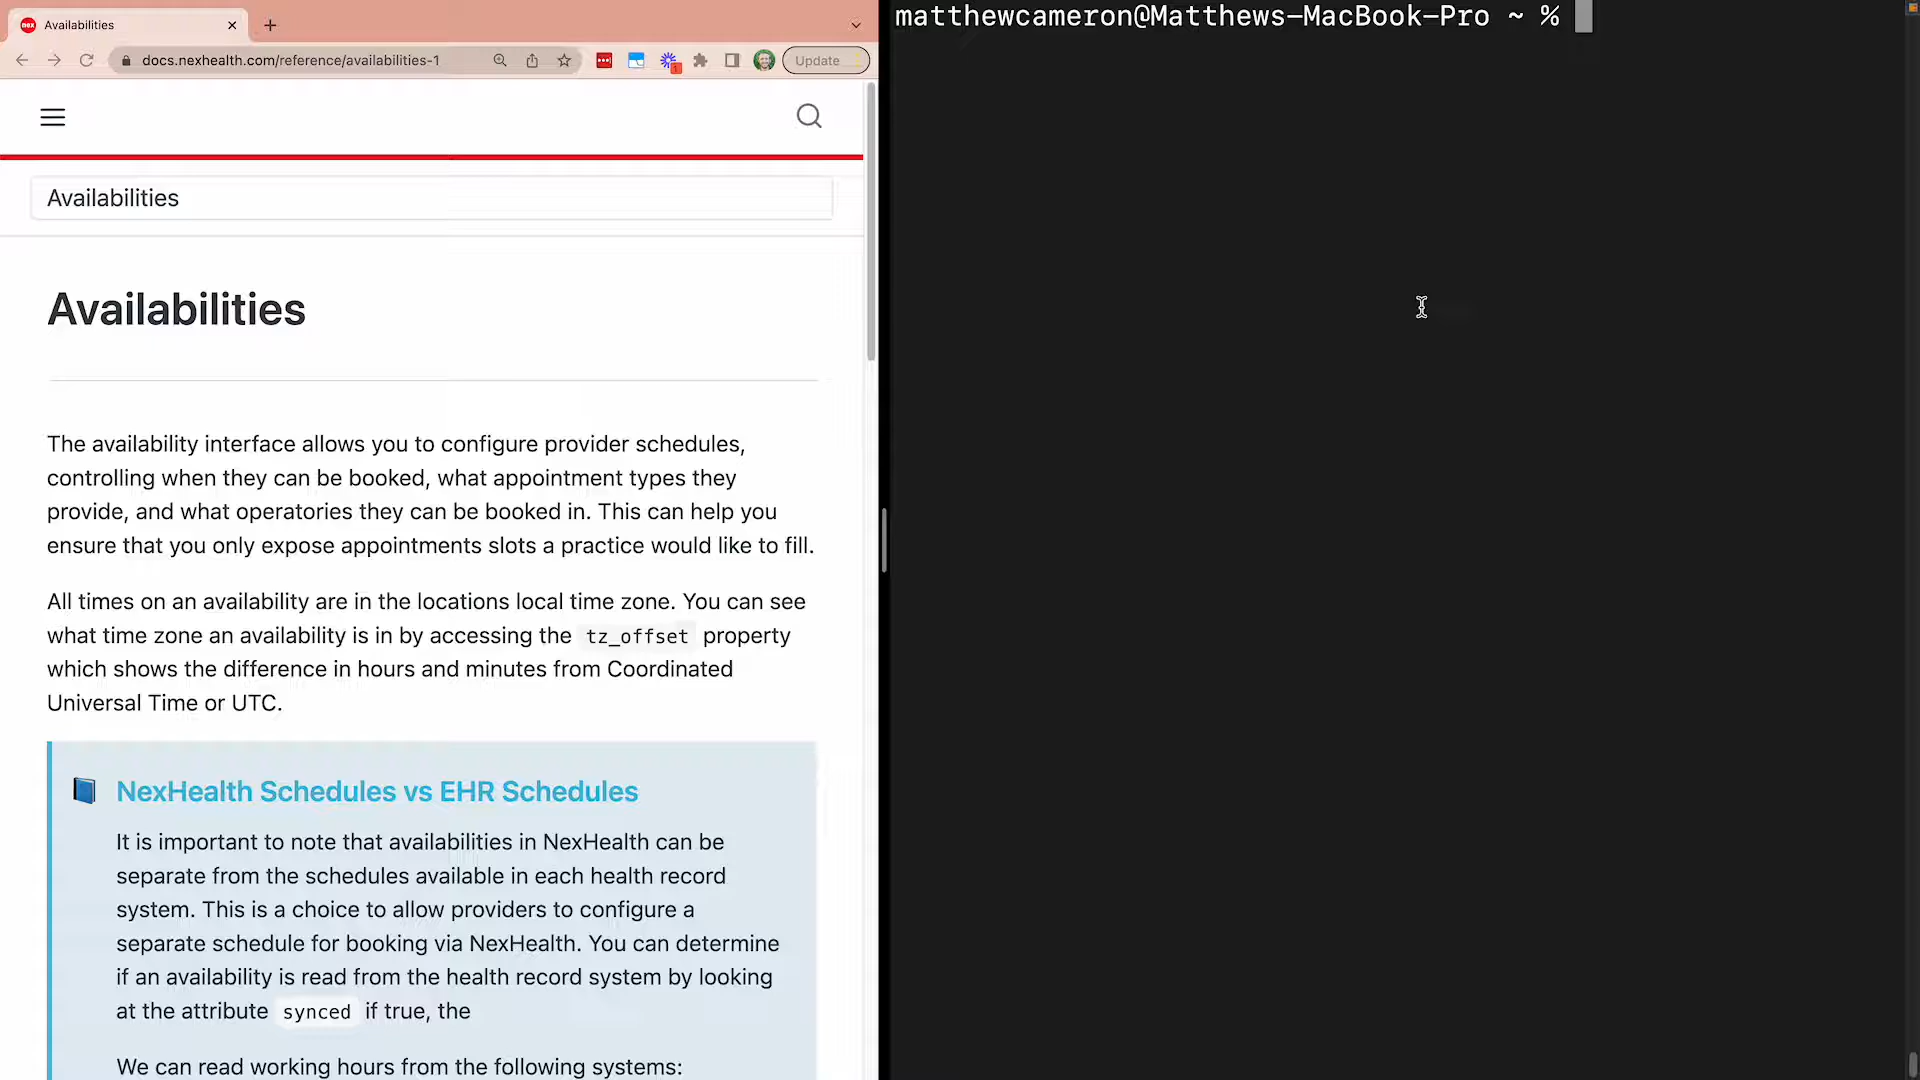 nex Availabilities
docs.nexhealth.com/reference/availabilities-1
1
Update
Availabilities
Availabilities
The availability interface allows you to configure provider schedules,
controlling when they can be booked, what appointment types they
provide, and what operatories they can be booked in. This can help you
ensure that you only expose appointments slots a practice would like to fill.
All times on an availability are in the locations local time zone. You can see
what time zone an availability is in by accessing the tz_offset property
which shows the difference in hours and minutes from Coordinated
Universal Time or UTC.
NexHealth Schedules vs EHR Schedules
It is important to note that availabilities in NexHealth can be
separate from the schedules available in each health record
system. This is a choice to allow providers to configure a
separate schedule for booking via NexHealth. You can determine
if an availability is read from the health record system by looking
at the attribute synced if true, the
We can read working hours from the following systems:
matthewcameron@Matthews-MacBook-Pro ~ %